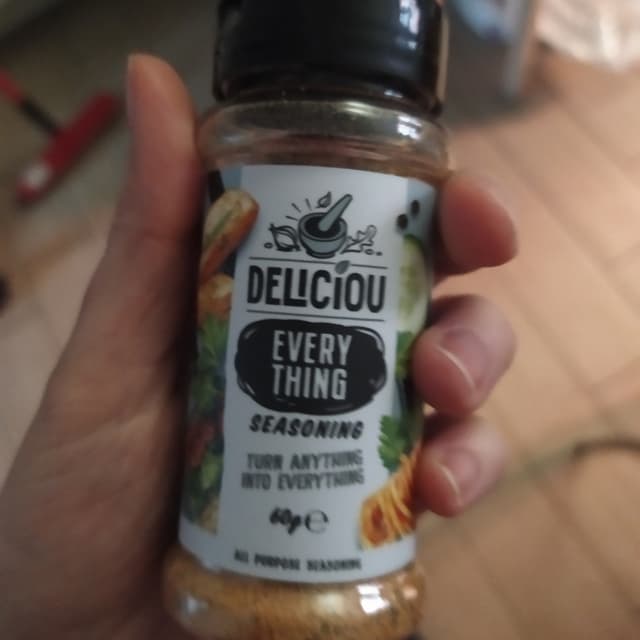 DELiCiOU
EVERY
THING
SEASONING
TURN ANYTHING
INTO EVERYTHING
60g e
ALL PURPOSE SEASONING